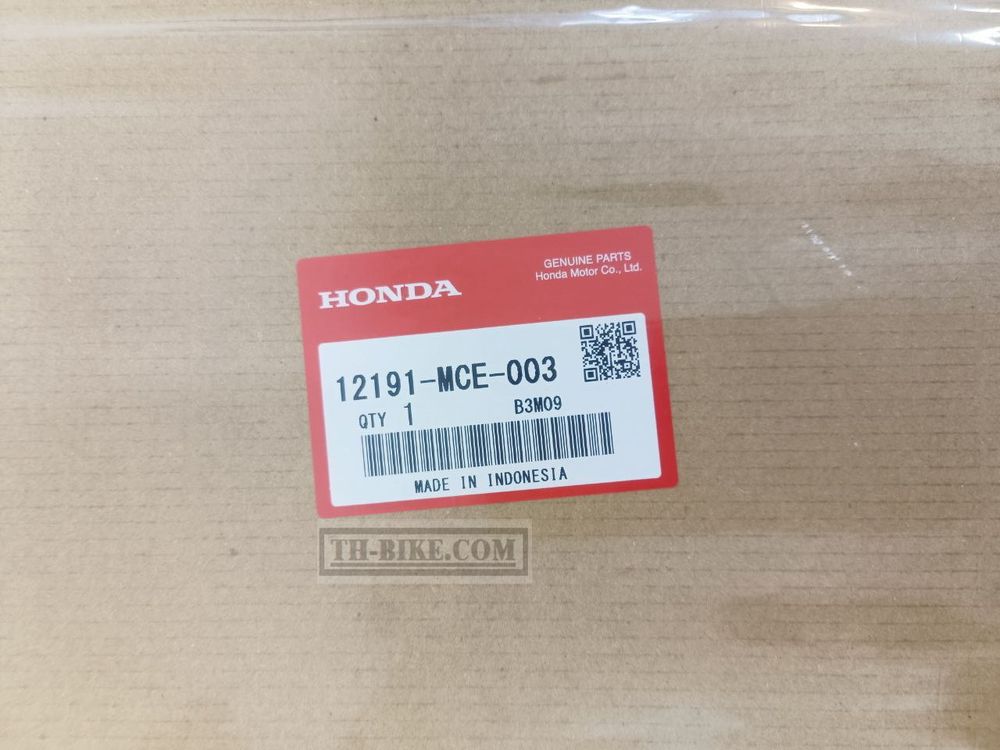 HONDA
GENUINE PARTS
Honda Motor Co., Ltd.
12191-MCE-003
QTY 1 B3M09
MADE IN INDONESIA
TH-BIKE.COM